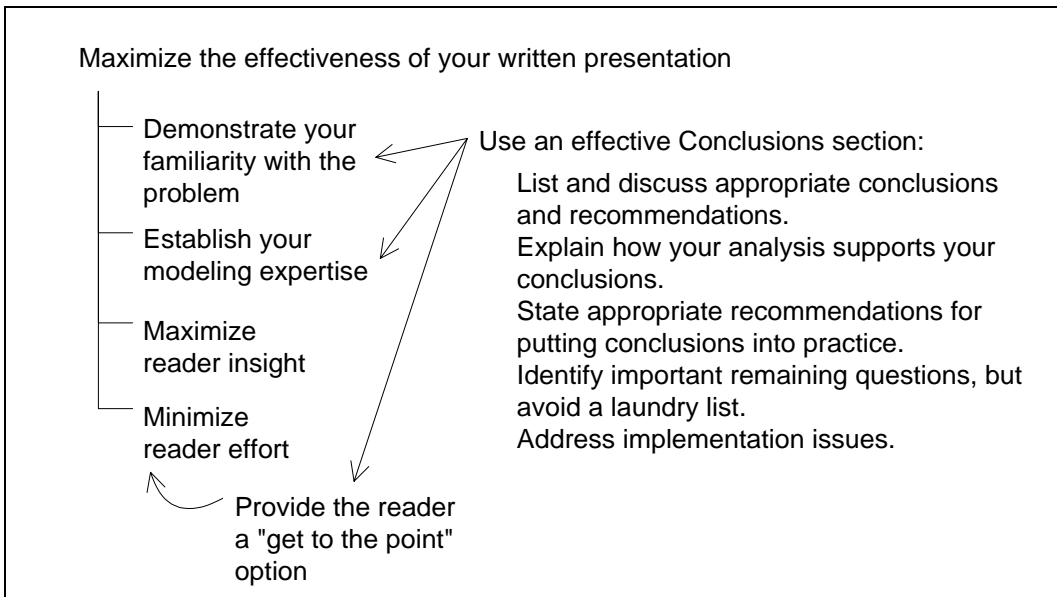 Maximize the effectiveness of your written presentation
Demonstrate your
familiarity with the
problem
Establish your
modeling expertise
Maximize
reader insight
Minimize
reader effort
Provide the reader
a "get to the point"
option
Use an effective Conclusions section:
List and discuss appropriate conclusions
and recommendations.
Explain how your analysis supports your
conclusions.
State appropriate recommendations for
putting conclusions into practice.
Identify important remaining questions, but
avoid a laundry list.
Address implementation issues.